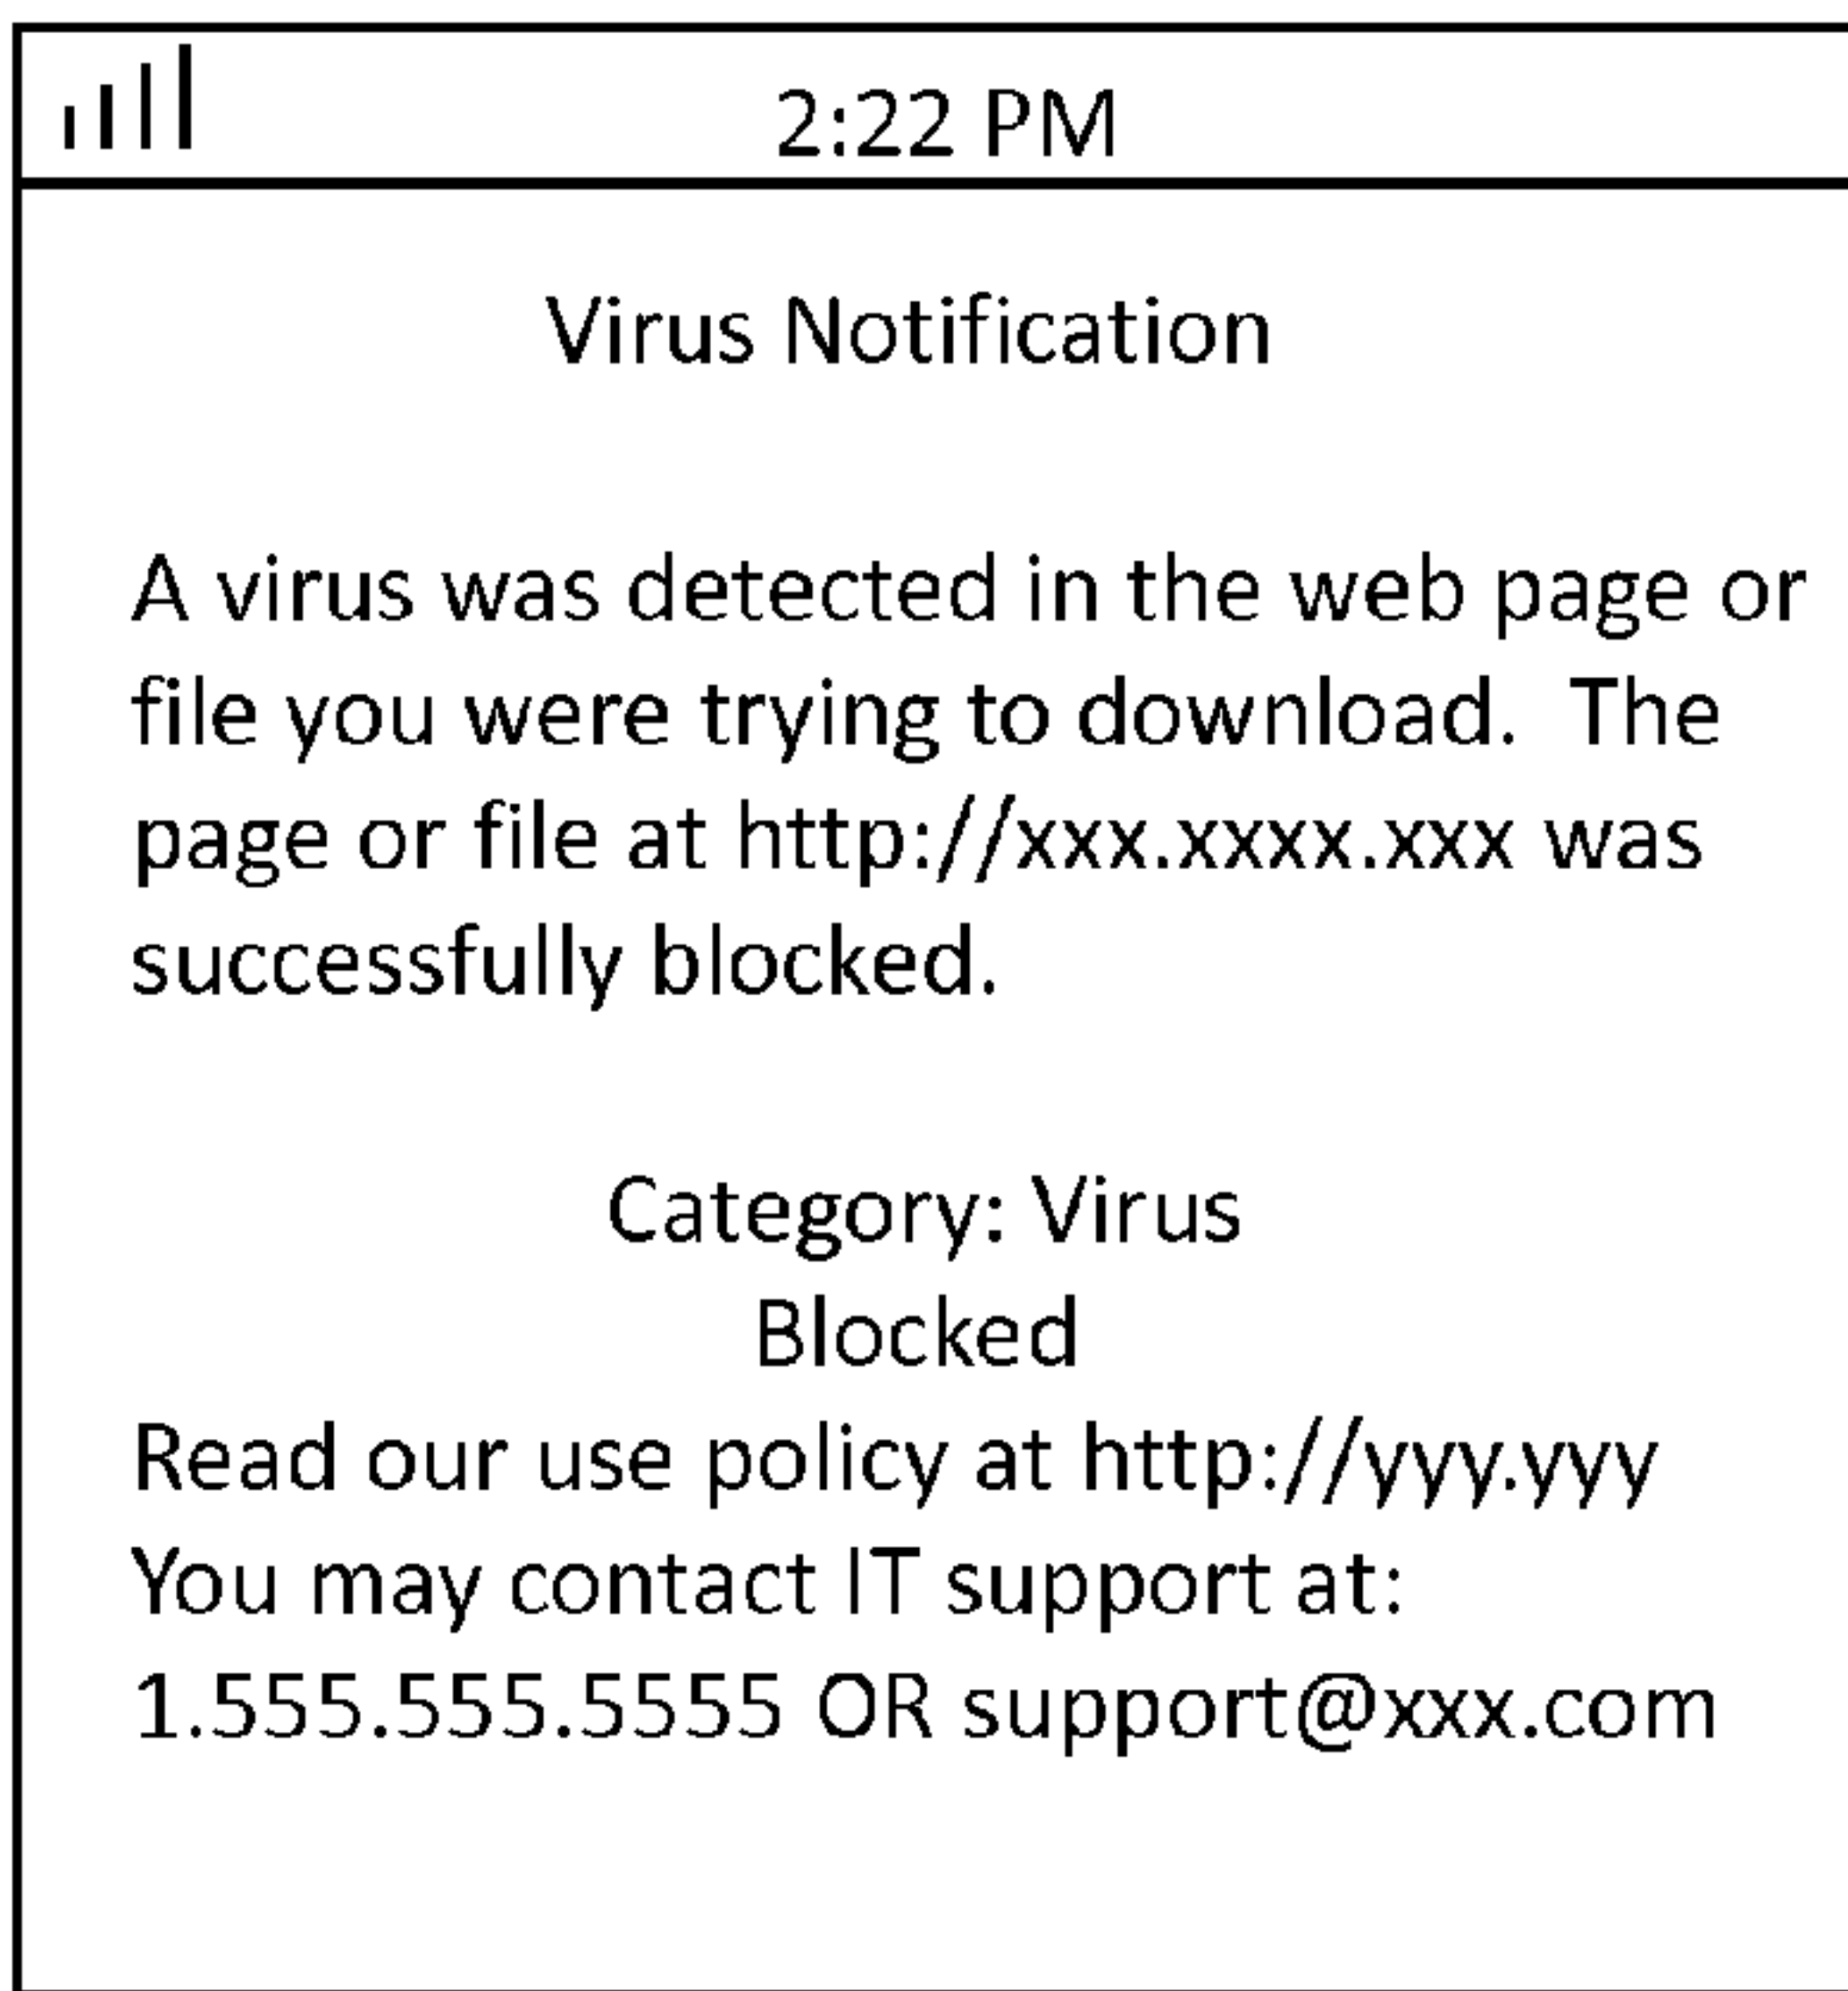 2:22 PM
Virus Notification
A virus was detected in the web page or
file you were trying to download.  The
page or file at http://xxx.xxxx.xxx was
successfully blocked.
Category: Virus
Blocked
Read our use policy at http://yyy.yyy
You may contact IT support at:
1.555.555.5555 OR support@xxx.com